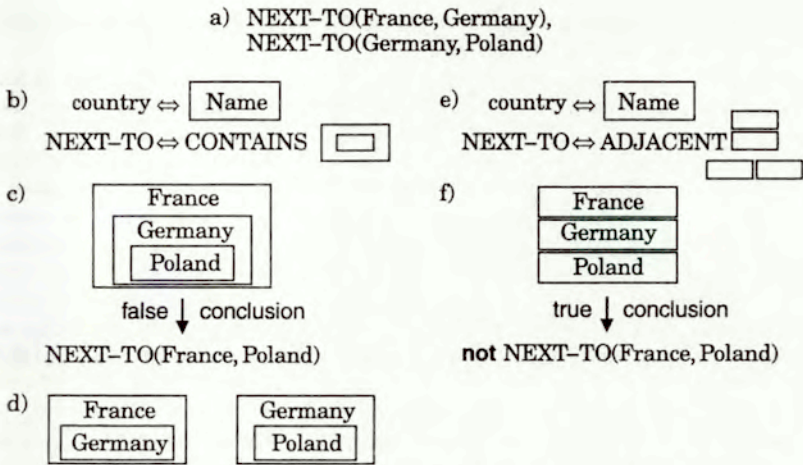 a) NEXT–TO(France, Germany),
NEXT–TO(Germany, Poland)
b) country ⇔ Name
NEXT–TO ⇔ CONTAINS
c) France
Germany
Poland
false conclusion
NEXT–TO(France, Poland)
d) France
Germany
Germany
Poland
e) country ⇔ Name
NEXT–TO ⇔ ADJACENT
f) France
Germany
Poland
true conclusion
not NEXT–TO(France, Poland)